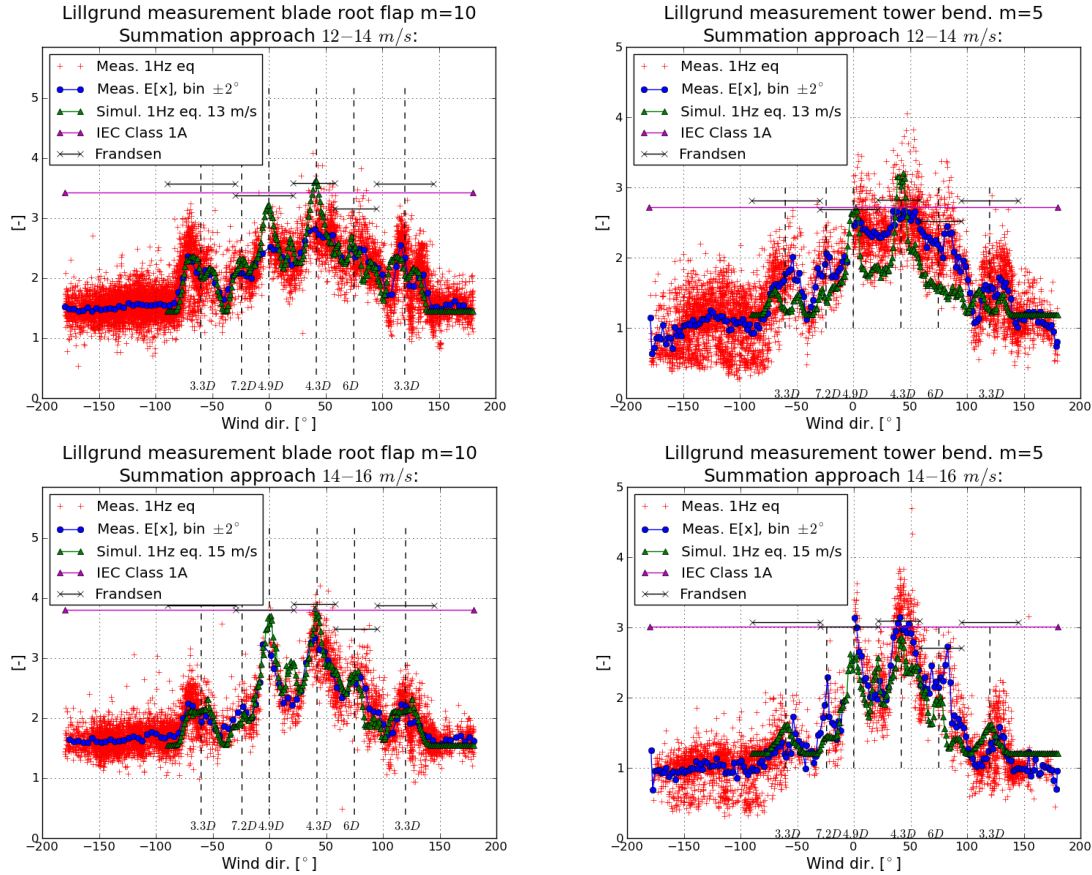 Lillgrund measurement blade root flap m=10
Summation approach 12−14 m/s:
Meas. 1Hz eq
Meas. E[x], bin ±2°
Simul. 1Hz eq. 13 m/s
IEC Class 1A
Frandsen
[-]
5
4
3
2
1
0
3.3D 7.2D 4.9D 4.3D 6D 3.3D
−200 −150 −100 −50 0 50 100 150 200
Wind dir. [°]
Lillgrund measurement tower bend. m=5
Summation approach 12−14 m/s:
Meas. 1Hz eq
Meas. E[x], bin ±2°
Simul. 1Hz eq. 13 m/s
IEC Class 1A
Frandsen
[-]
5
4
3
2
1
0
3.3D 7.2D 4.9D 4.3D 6D 3.3D
−200 −150 −100 −50 0 50 100 150 200
Wind dir. [°]
Lillgrund measurement blade root flap m=10
Summation approach 14−16 m/s:
Meas. 1Hz eq
Meas. E[x], bin ±2°
Simul. 1Hz eq. 15 m/s
IEC Class 1A
Frandsen
[-]
5
4
3
2
1
0
3.3D 7.2D 4.9D 4.3D 6D 3.3D
−200 −150 −100 −50 0 50 100 150 200
Wind dir. [°]
Lillgrund measurement tower bend. m=5
Summation approach 14−16 m/s:
Meas. 1Hz eq
Meas. E[x], bin ±2°
Simul. 1Hz eq. 15 m/s
IEC Class 1A
Frandsen
[-]
5
4
3
2
1
0
3.3D 7.2D 4.9D 4.3D 6D 3.3D
−200 −150 −100 −50 0 50 100 150 200
Wind dir. [°]